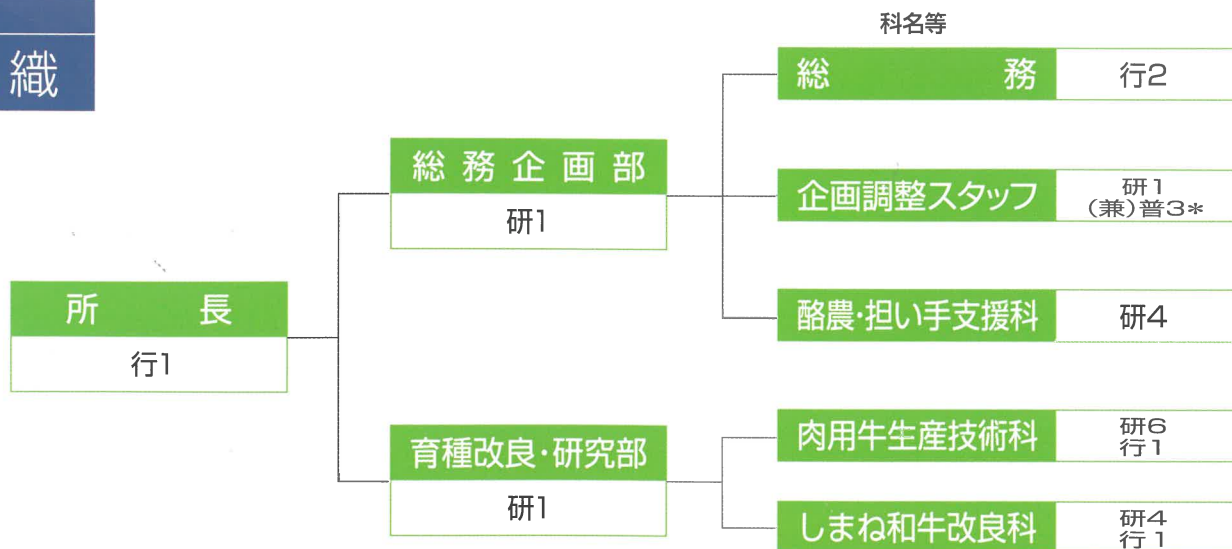 織
科名等
総務
行2
総務企画部
研1
企画調整スタッフ
研1
(兼)普3*
酪農・担い手支援科
研4
所長
行1
育種改良・研究部
研1
肉用牛生産技術科
研6
行1
しまね和牛改良科
研4
行1